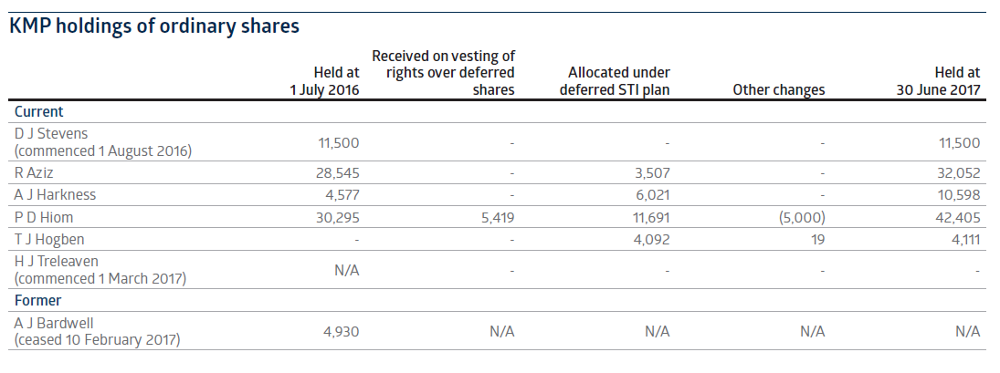 KMP holdings of ordinary shares
Held at 1 July 2016 Received on vesting of rights over deferred shares Allocated under deferred STI plan Other changes Held at 30 June 2017
Current
D J Stevens
(commenced 1 August 2016) 11,500 - - - 11,500
R Aziz 28,545 - 3,507 - 32,052
A J Harkness 4,577 - 6,021 - 10,598
P D Hiom 30,295 5,419 11,691 (5,000) 42,405
T J Hogben - - 4,092 19 4,111
H J Treleaven
(commenced 1 March 2017) N/A - - - -
Former
A J Bardwell
(ceased 10 February 2017) 4,930 N/A N/A N/A N/A